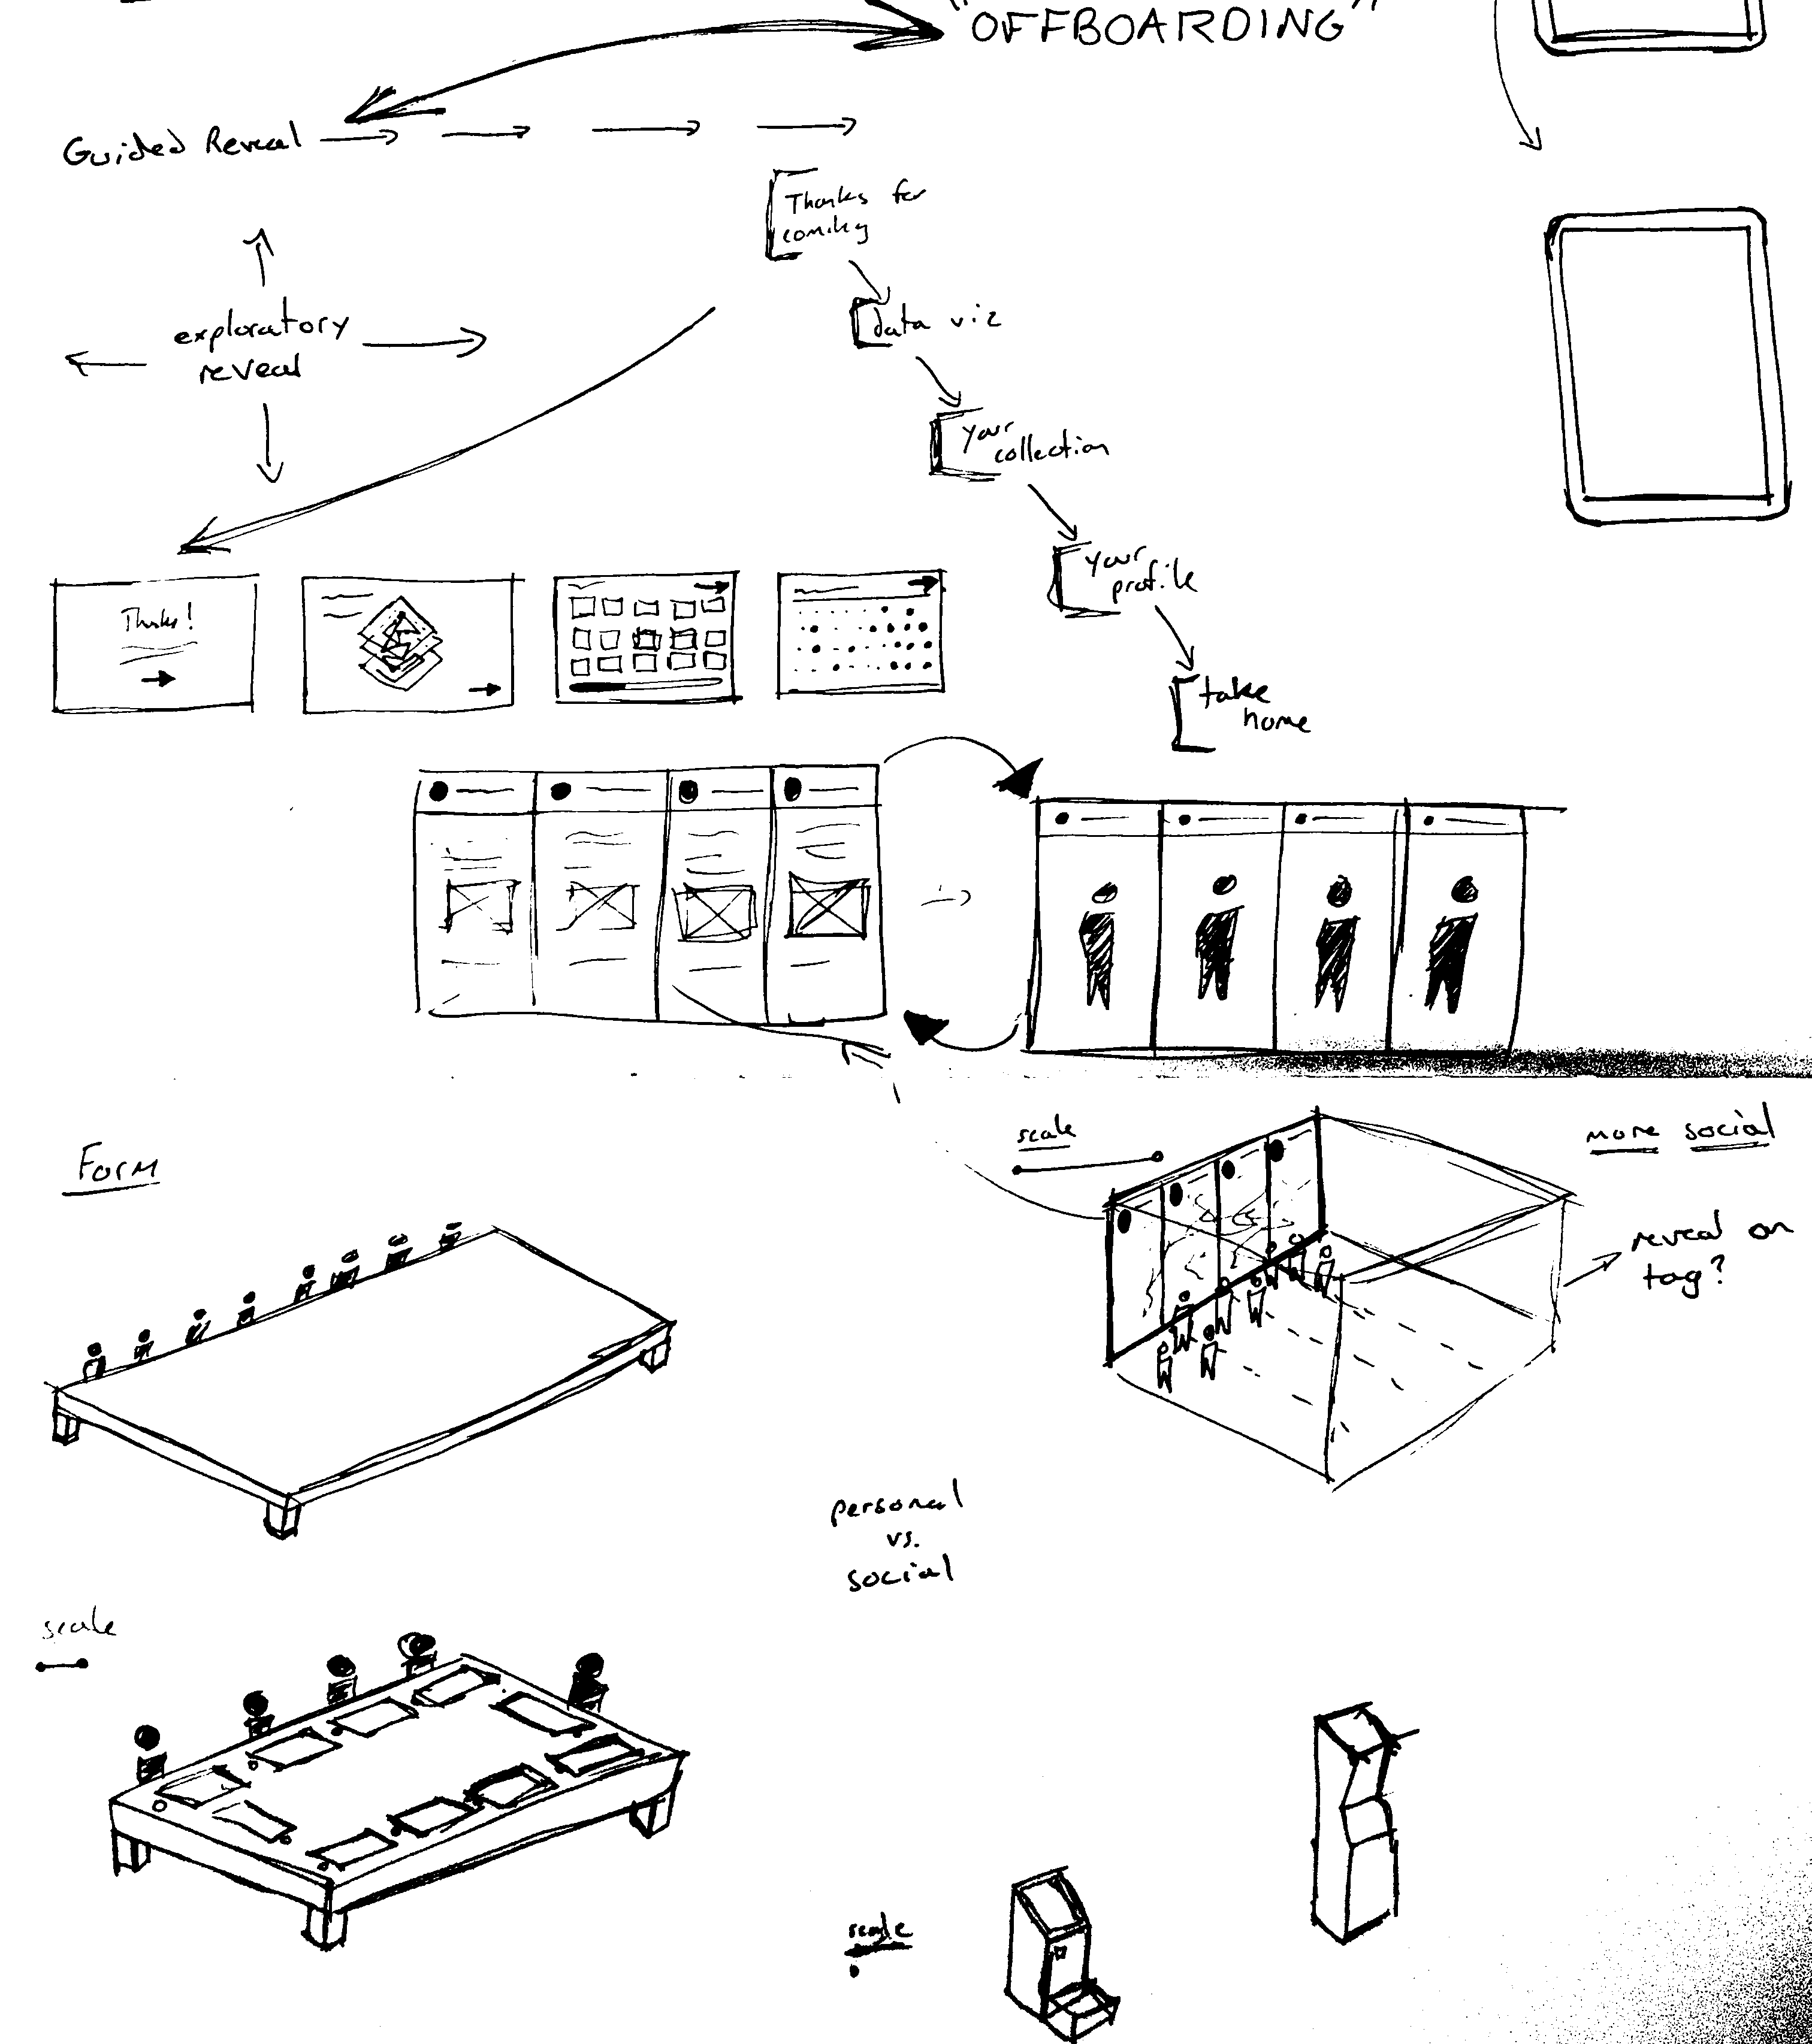 "OFFBOARDING"
Guided Reveal
Thanks for
coming
exploratory
reveal
data viz
your
collection
your
profile
Thanks!
take
home
Form
scale
more social
reveal on
tag?
personal
vs.
social
scale
scale